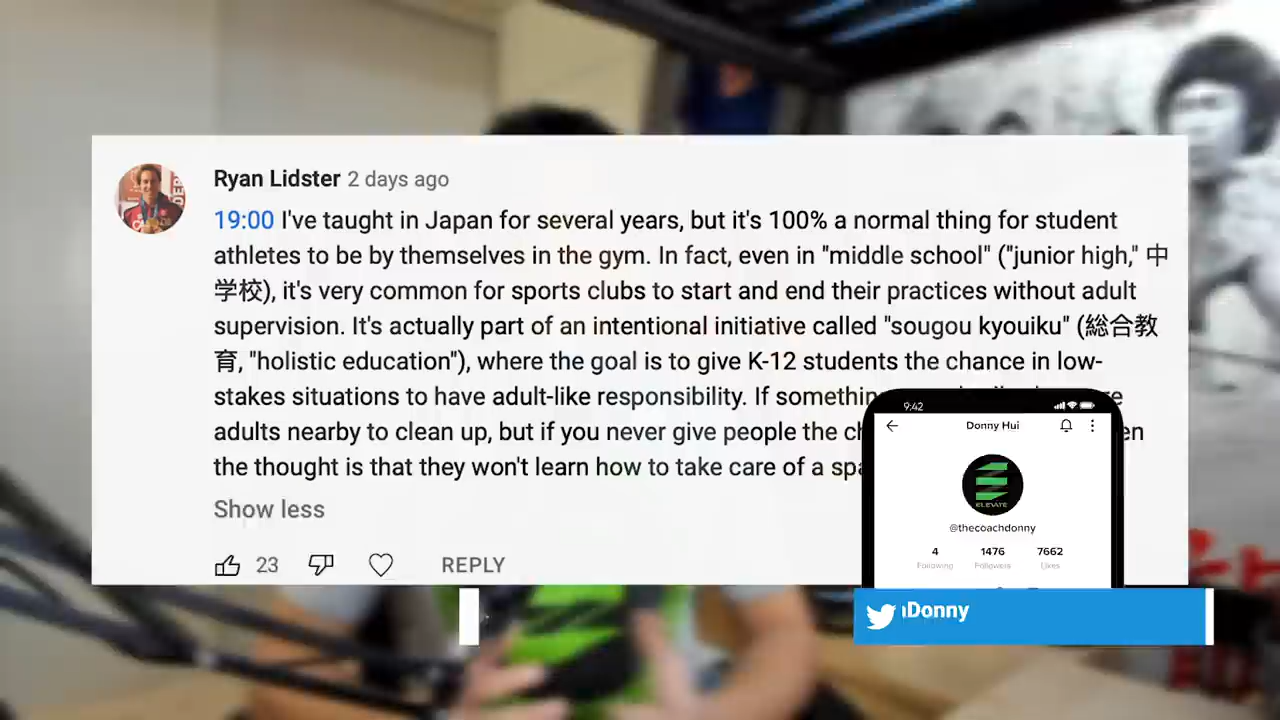 Ryan Lidster 2 days ago
19:00 I've taught in Japan for several years, but it's 100% a normal thing for student
athletes to be by themselves in the gym. In fact, even in "middle school" ("junior high," 中
学校), it's very common for sports clubs to start and end their practices without adult
supervision. It's actually part of an intentional initiative called "sougou kyouiku" (総合教
育, "holistic education"), where the goal is to give K-12 students the chance in low-
stakes situations to have adult-like responsibility. If
adults nearby to clean up, but if you never give people the
the thought is that they won't learn how to take care of a
Show less
23 REPLY
9:42
Donny Hui
ELEVATE
@thecoachdonny
4 1476 7662
Following Followers Likes
Donny